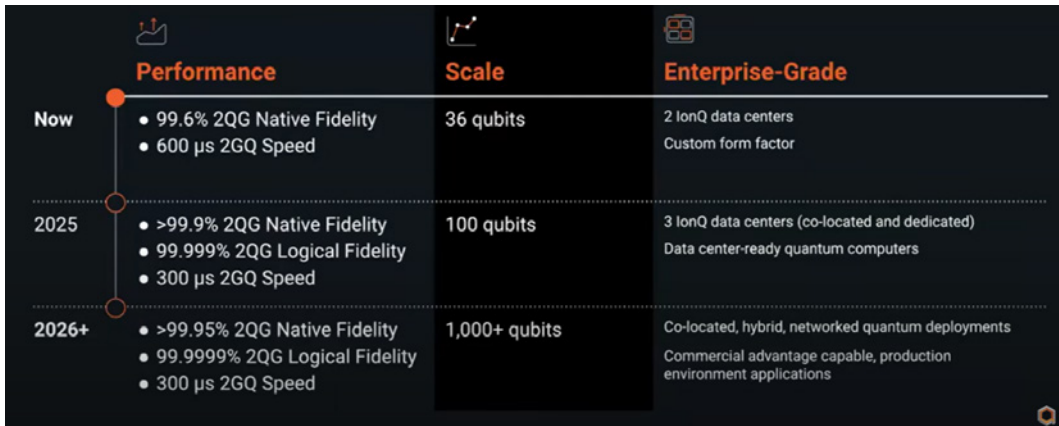 Performance
Scale
Enterprise-Grade
Now
• 99.6% 2QG Native Fidelity
• 600 µs 2GQ Speed
36 qubits
2 IonQ data centers
Custom form factor
2025
• >99.9% 2QG Native Fidelity
• 99.999% 2QG Logical Fidelity
• 300 µs 2GQ Speed
100 qubits
3 IonQ data centers (co-located and dedicated)
Data center-ready quantum computers
2026+
• >99.95% 2QG Native Fidelity
• 99.9999% 2QG Logical Fidelity
• 300 µs 2GQ Speed
1,000+ qubits
Co-located, hybrid, networked quantum deployments
Commercial advantage capable, production
environment applications